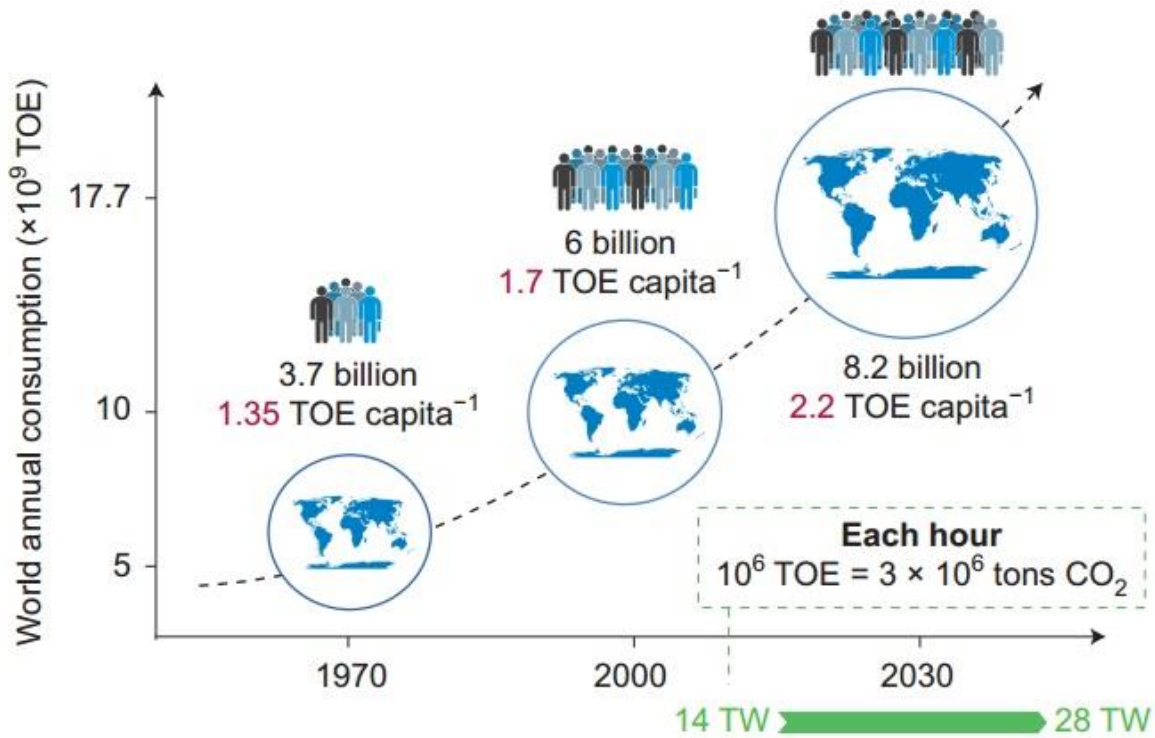 World annual consumption (×10⁹ TOE)
17.7
10
5
3.7 billion
1.35 TOE capita⁻¹
6 billion
1.7 TOE capita⁻¹
8.2 billion
2.2 TOE capita⁻¹
Each hour
10⁶ TOE = 3 × 10⁶ tons CO₂
1970
2000
2030
14 TW
28 TW